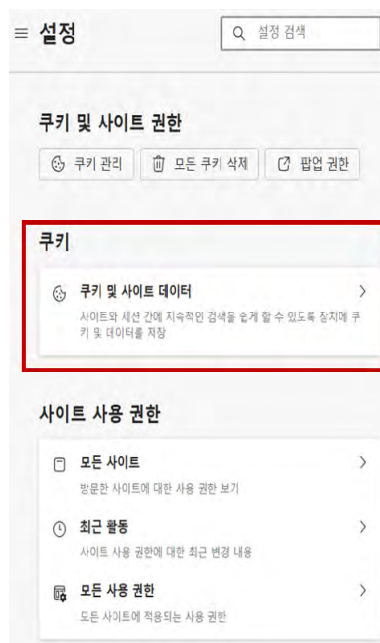 설정
설정 검색
쿠키 및 사이트 권한
쿠키 관리
모든 쿠키 삭제
팝업 권한
쿠키
쿠키 및 사이트 데이터
사이트와 세션 간에 지속적인 검색을 쉽게 할 수 있도록 장치에 쿠
키 및 데이터를 저장
사이트 사용 권한
모든 사이트
방문한 사이트에 대한 사용 권한 보기
최근 활동
사이트 사용 권한에 대한 최근 변경 내용
모든 사용 권한
모든 사이트에 적용되는 사용 권한